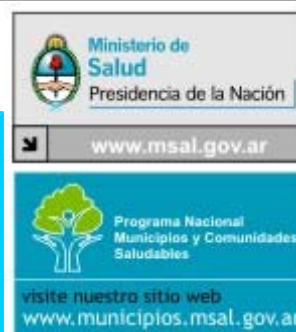 Ministerio de
Salud
Presidencia de la Nación
www.msal.gov.ar
Programa Nacional
Municipios y Comunidades
Saludables
visite nuestro sitio web
www.municipios.msal.gov.ar